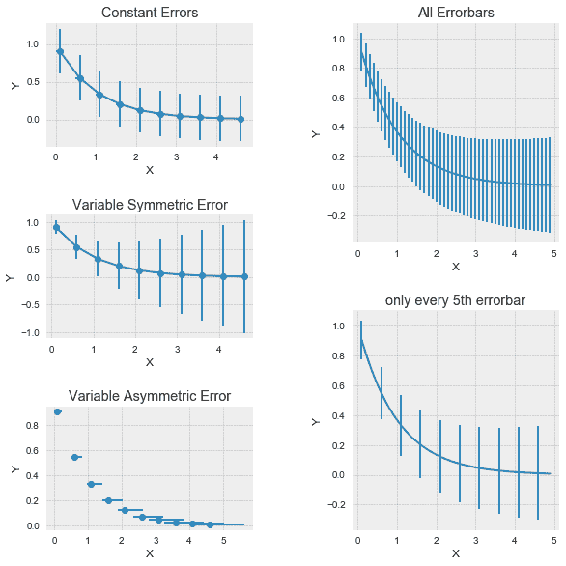 Constant Errors
1.0
0.5
0.0
Y
0 1 2 3 4
X
Variable Symmetric Error
1.0
0.5
0.0
−0.5
−1.0
Y
0 1 2 3 4
X
Variable Asymmetric Error
0.8
0.6
0.4
0.2
0.0
Y
0 1 2 3 4 5
X
All Errorbars
1.0
0.8
0.6
0.4
0.2
0.0
−0.2
Y
0 1 2 3 4 5
X
only every 5th errorbar
1.0
0.8
0.6
0.4
0.2
0.0
−0.2
Y
0 1 2 3 4 5
X